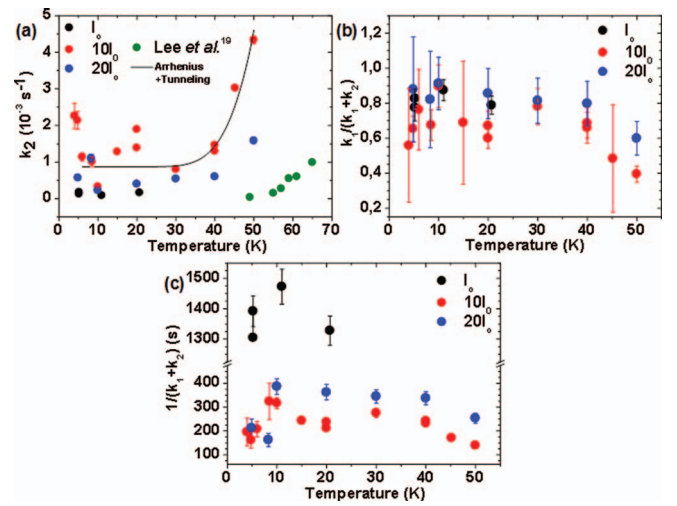 (a)
I₀
10I₀
20I₀
Lee et al.¹⁹
Arrhenius
+Tunneling
k₂ (10⁻³ s⁻¹)
5
4
3
2
1
0
0 10 20 30 40 50 60 70
Temperature (K)
(b)
I₀
10I₀
20I₀
k₁/(k₁+k₂)
1,2
1,0
0,8
0,6
0,4
0,2
0 10 20 30 40 50
Temperature (K)
(c)
I₀
10I₀
20I₀
1/(k₁+k₂) (s)
1500
1400
1300
400
300
200
100
0 10 20 30 40 50
Temperature (K)